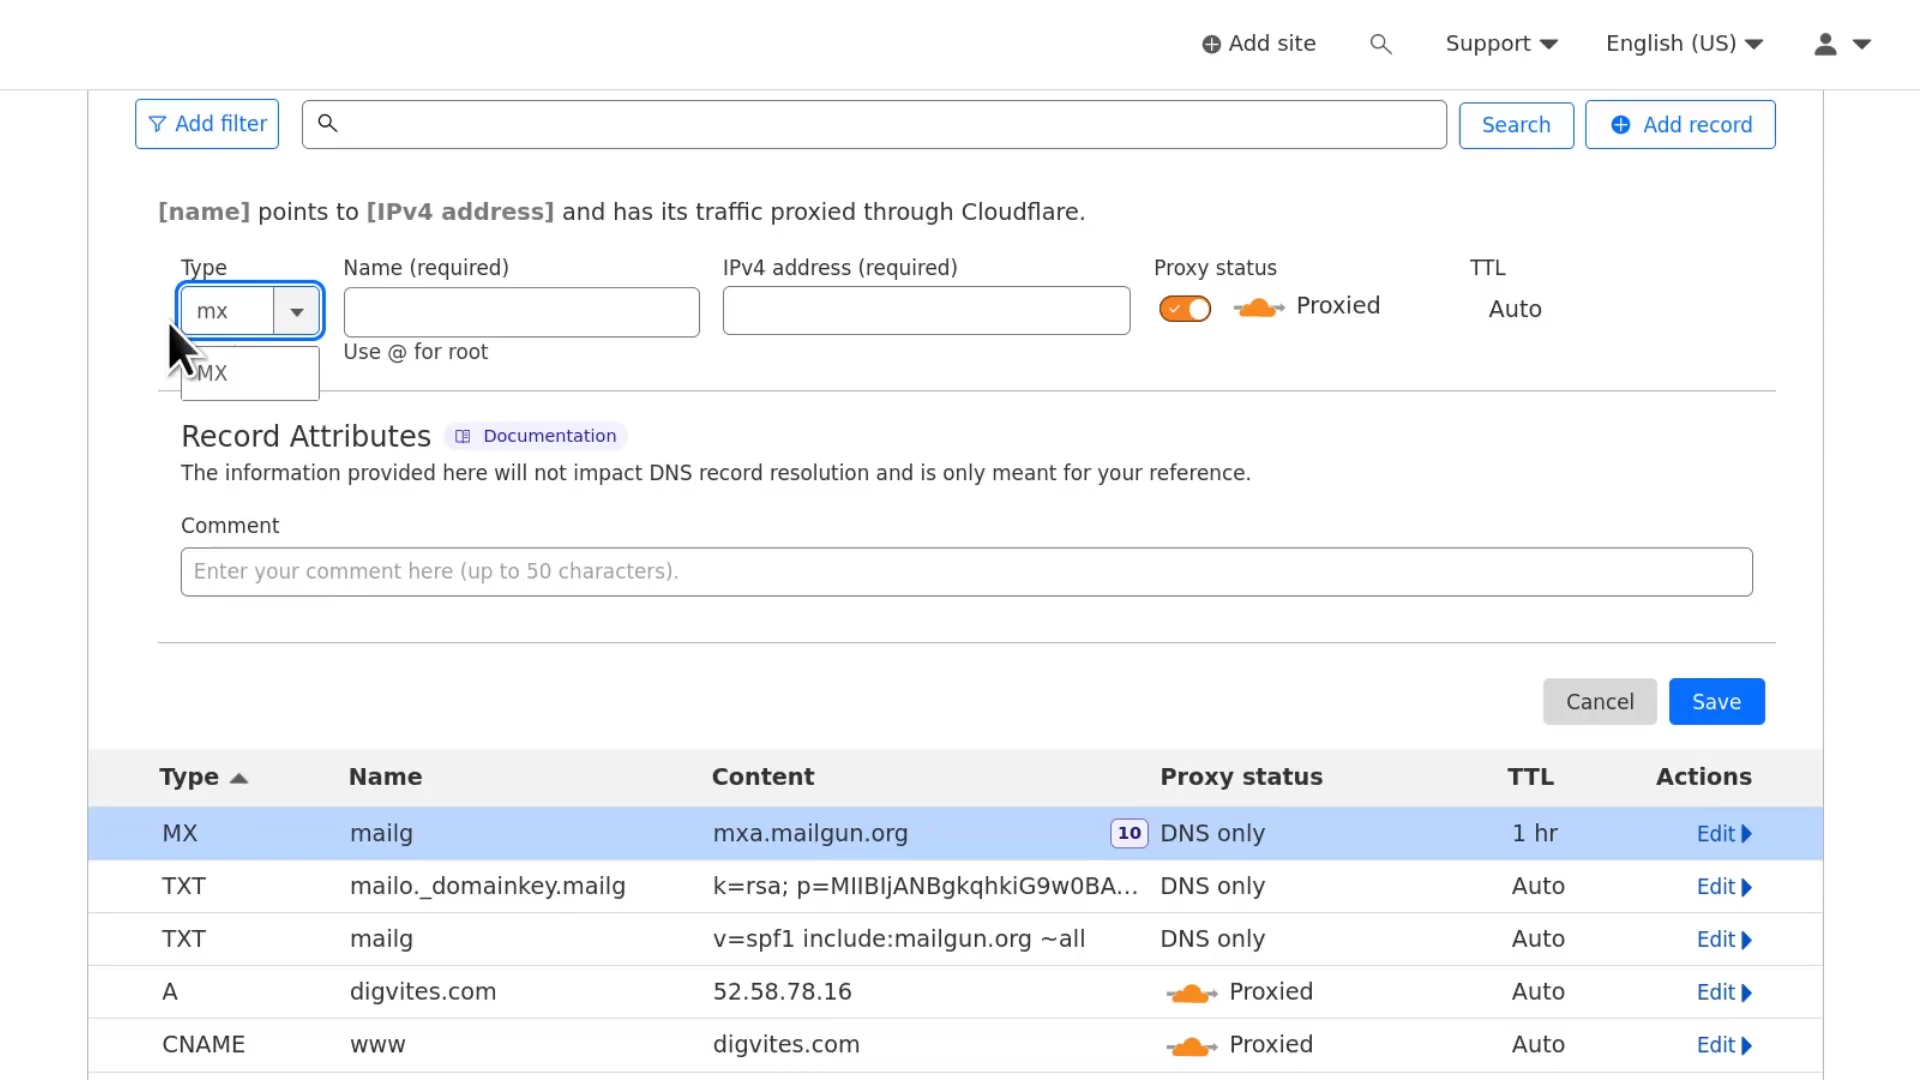 Add site
Support
English (US)
Add filter
Search
Add record
[name] points to [IPv4 address] and has its traffic proxied through Cloudflare.
Type
Name (required)
IPv4 address (required)
Proxy status
TTL
mx
Proxied
Auto
Use @ for root
MX
Record Attributes
Documentation
The information provided here will not impact DNS record resolution and is only meant for your reference.
Comment
Enter your comment here (up to 50 characters).
Cancel
Save
Type Name Content Proxy status TTL Actions
MX mailg mxa.mailgun.org 10 DNS only 1 hr Edit
TXT mailo._domainkey.mailg k=rsa; p=MIIBIjANBgkqhkiG9w0BA... DNS only Auto Edit
TXT mailg v=spf1 include:mailgun.org ~all DNS only Auto Edit
A digvites.com 52.58.78.16 Proxied Auto Edit
CNAME www digvites.com Proxied Auto Edit